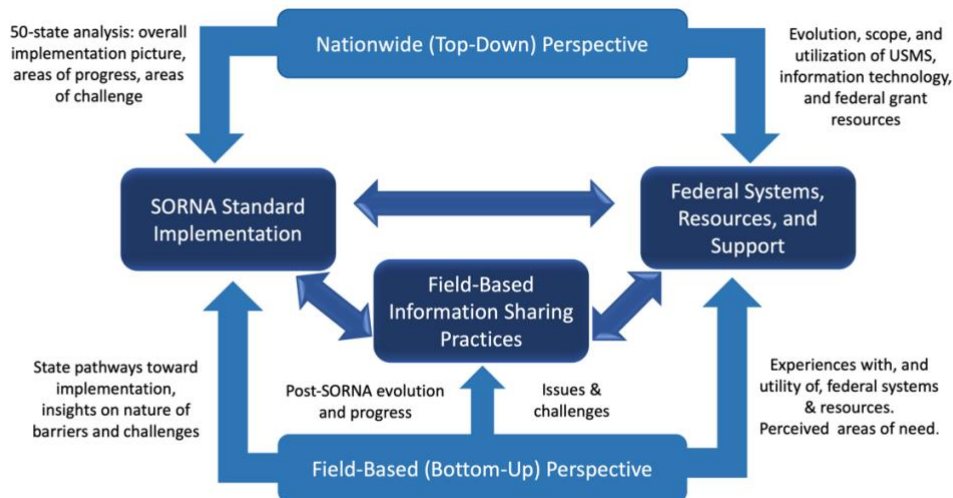 50-state analysis: overall
implementation picture,
areas of progress, areas
of challenge
Nationwide (Top-Down) Perspective
Evolution, scope, and
utilization of USMS,
information technology,
and federal grant
resources
SORNA Standard
Implementation
Federal Systems,
Resources, and
Support
Field-Based
Information Sharing
Practices
State pathways toward
implementation,
insights on nature of
barriers and challenges
Post-SORNA evolution
and progress
Issues &
challenges
Experiences with, and
utility of, federal systems
& resources.
Perceived areas of need.
Field-Based (Bottom-Up) Perspective